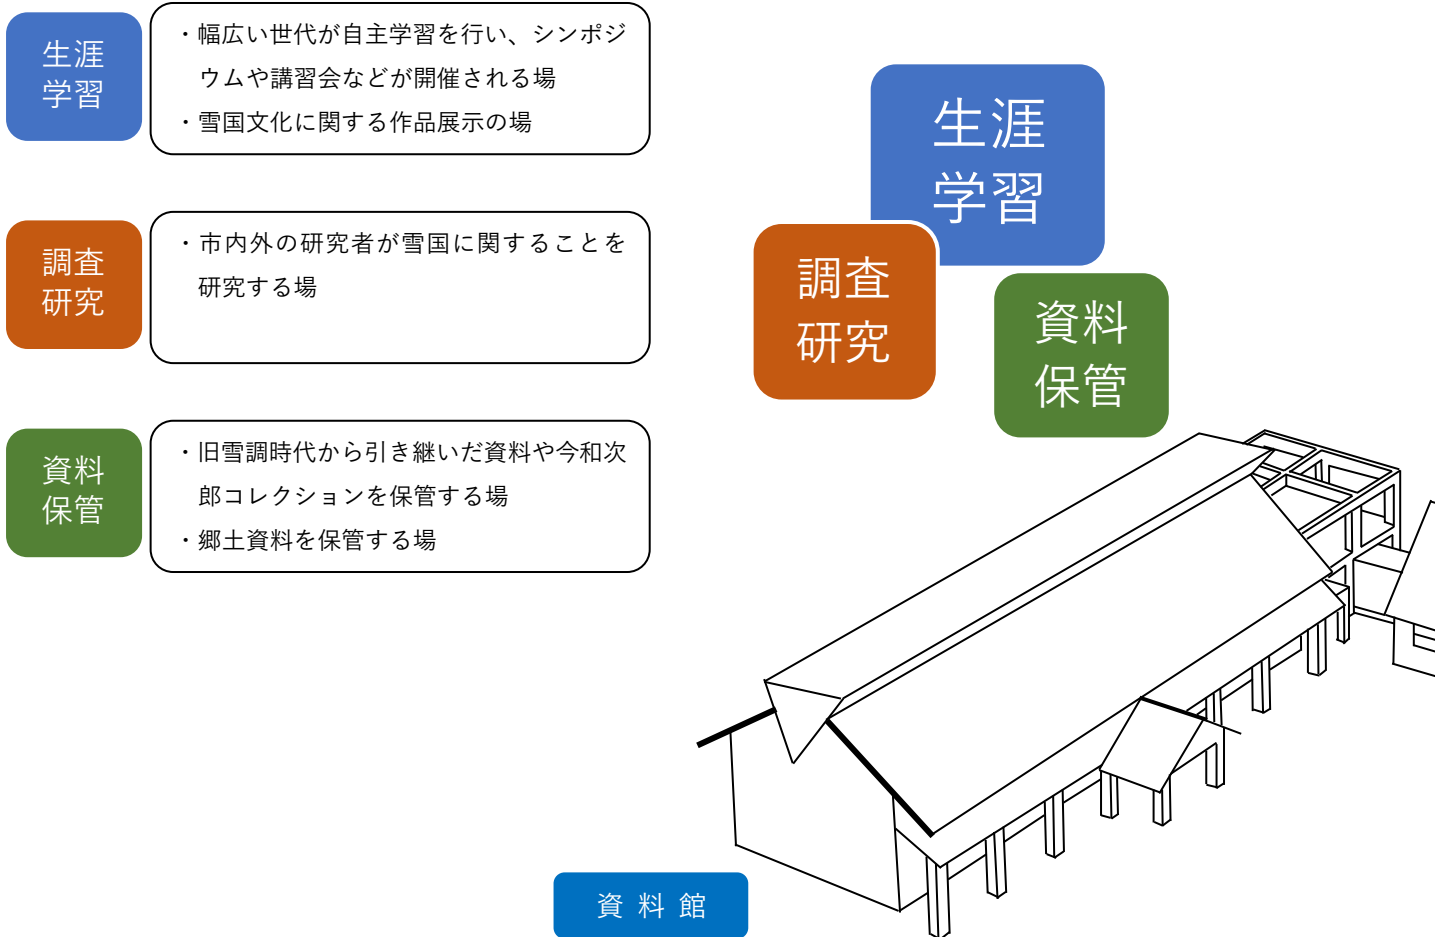 生涯
学習
・幅広い世代が自主学習を行い、シンポジ
ウムや講習会などが開催される場
・雪国文化に関する作品展示の場
調査
研究
・市内外の研究者が雪国に関することを
研究する場
資料
保管
・旧雪調時代から引き継いだ資料や今和次
郎コレクションを保管する場
・郷土資料を保管する場
生涯
学習
調査
研究
資料
保管
資料館